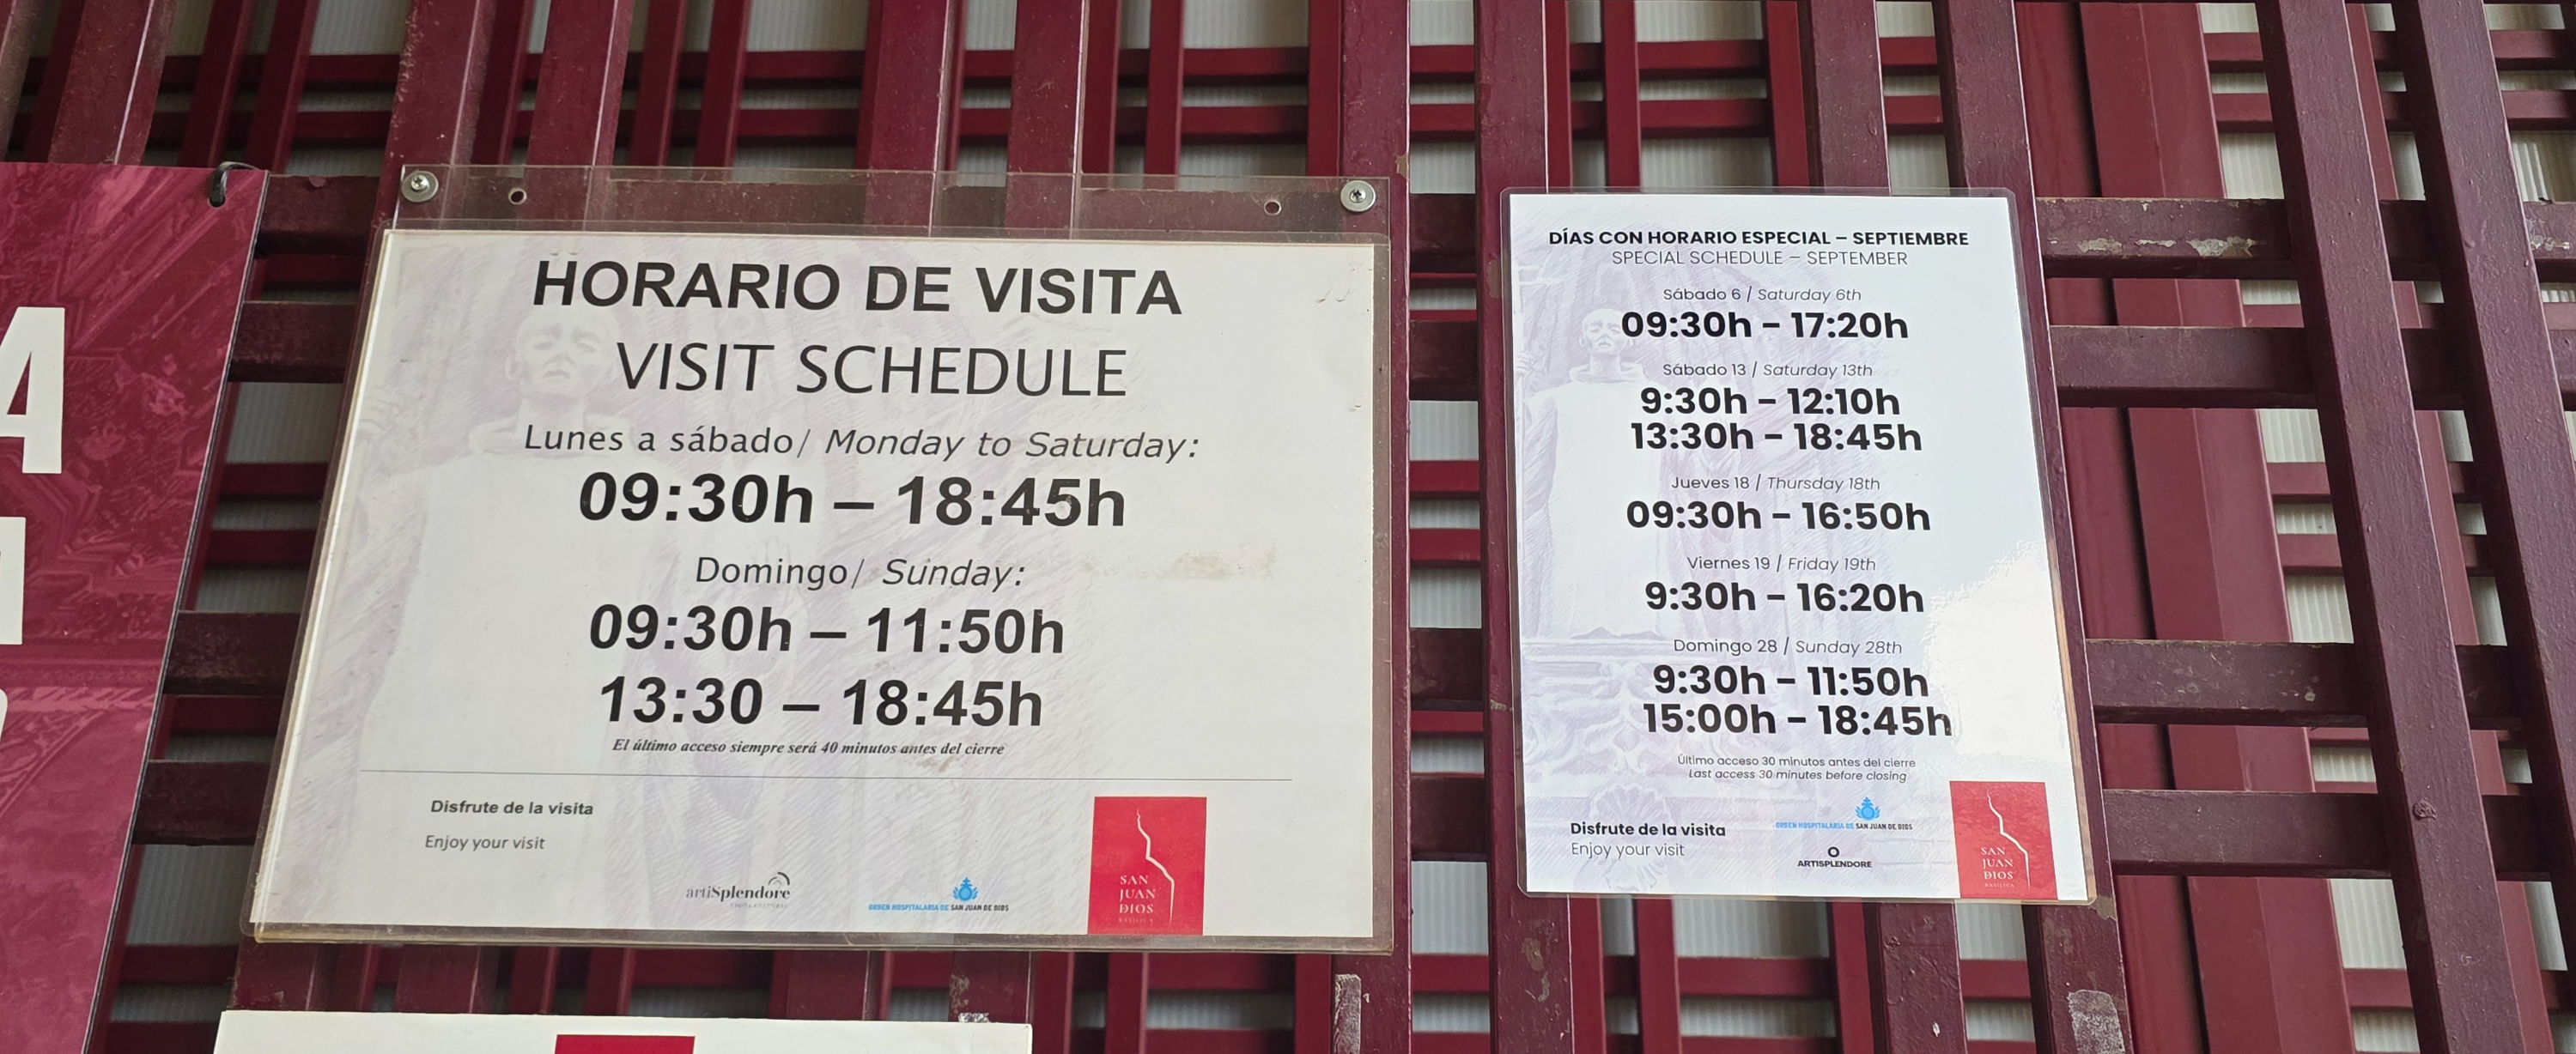 A
HORARIO DE VISITA
VISIT SCHEDULE
Lunes a sábado/ Monday to Saturday:
09:30h – 18:45h
Domingo/ Sunday:
09:30h – 11:50h
13:30 – 18:45h
El último acceso siempre será 40 minutos antes del cierre
Disfrute de la visita
Enjoy your visit
artiSplendore
ORDEN HOSPITALARIA DE SAN JUAN DE DIOS
SAN
JUAN
DIOS
BASÍLICA
DÍAS CON HORARIO ESPECIAL – SEPTIEMBRE
SPECIAL SCHEDULE – SEPTEMBER
Sábado 6 / Saturday 6th
09:30h – 17:20h
Sábado 13 / Saturday 13th
9:30h – 12:10h
13:30h – 18:45h
Jueves 18 / Thursday 18th
09:30h – 16:50h
Viernes 19 / Friday 19th
9:30h – 16:20h
Domingo 28 / Sunday 28th
9:30h – 11:50h
15:00h – 18:45h
Último acceso 30 minutos antes del cierre
Last access 30 minutes before closing
Disfrute de la visita
Enjoy your visit
ORDEN HOSPITALARIA DE SAN JUAN DE DIOS
ARTISPLENDORE
SAN
JUAN
DIOS
BASÍLICA